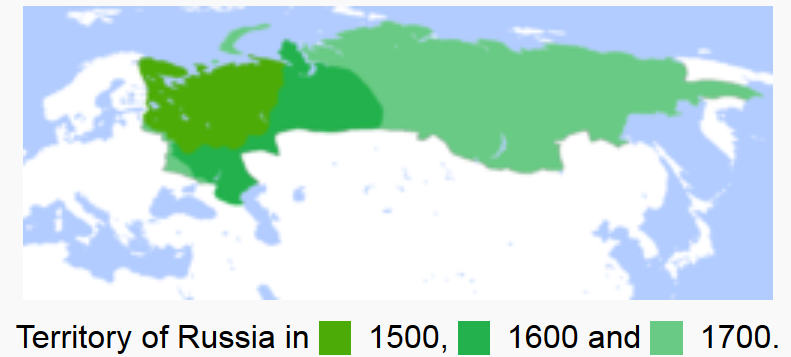 Territory of Russia in 1500, 1600 and 1700.